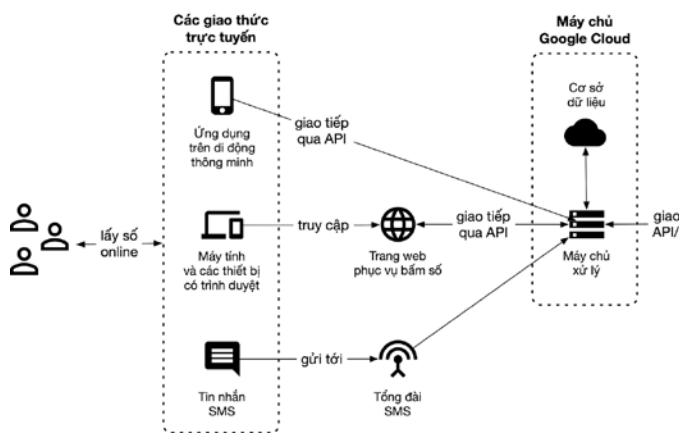 Các giao thức
trực tuyến
Máy chủ
Google Cloud
Cơ sở
dữ liệu
Ứng dụng
trên di động
thông minh
giao tiếp
qua API
lấy số
online
Máy tính
và các thiết bị
có trình duyệt
truy cập
Trang web
phục vụ bấm số
giao tiếp
qua API
Máy chủ
xử lý
giao
API/
Tin nhắn
SMS
gửi tới
Tổng đài
SMS